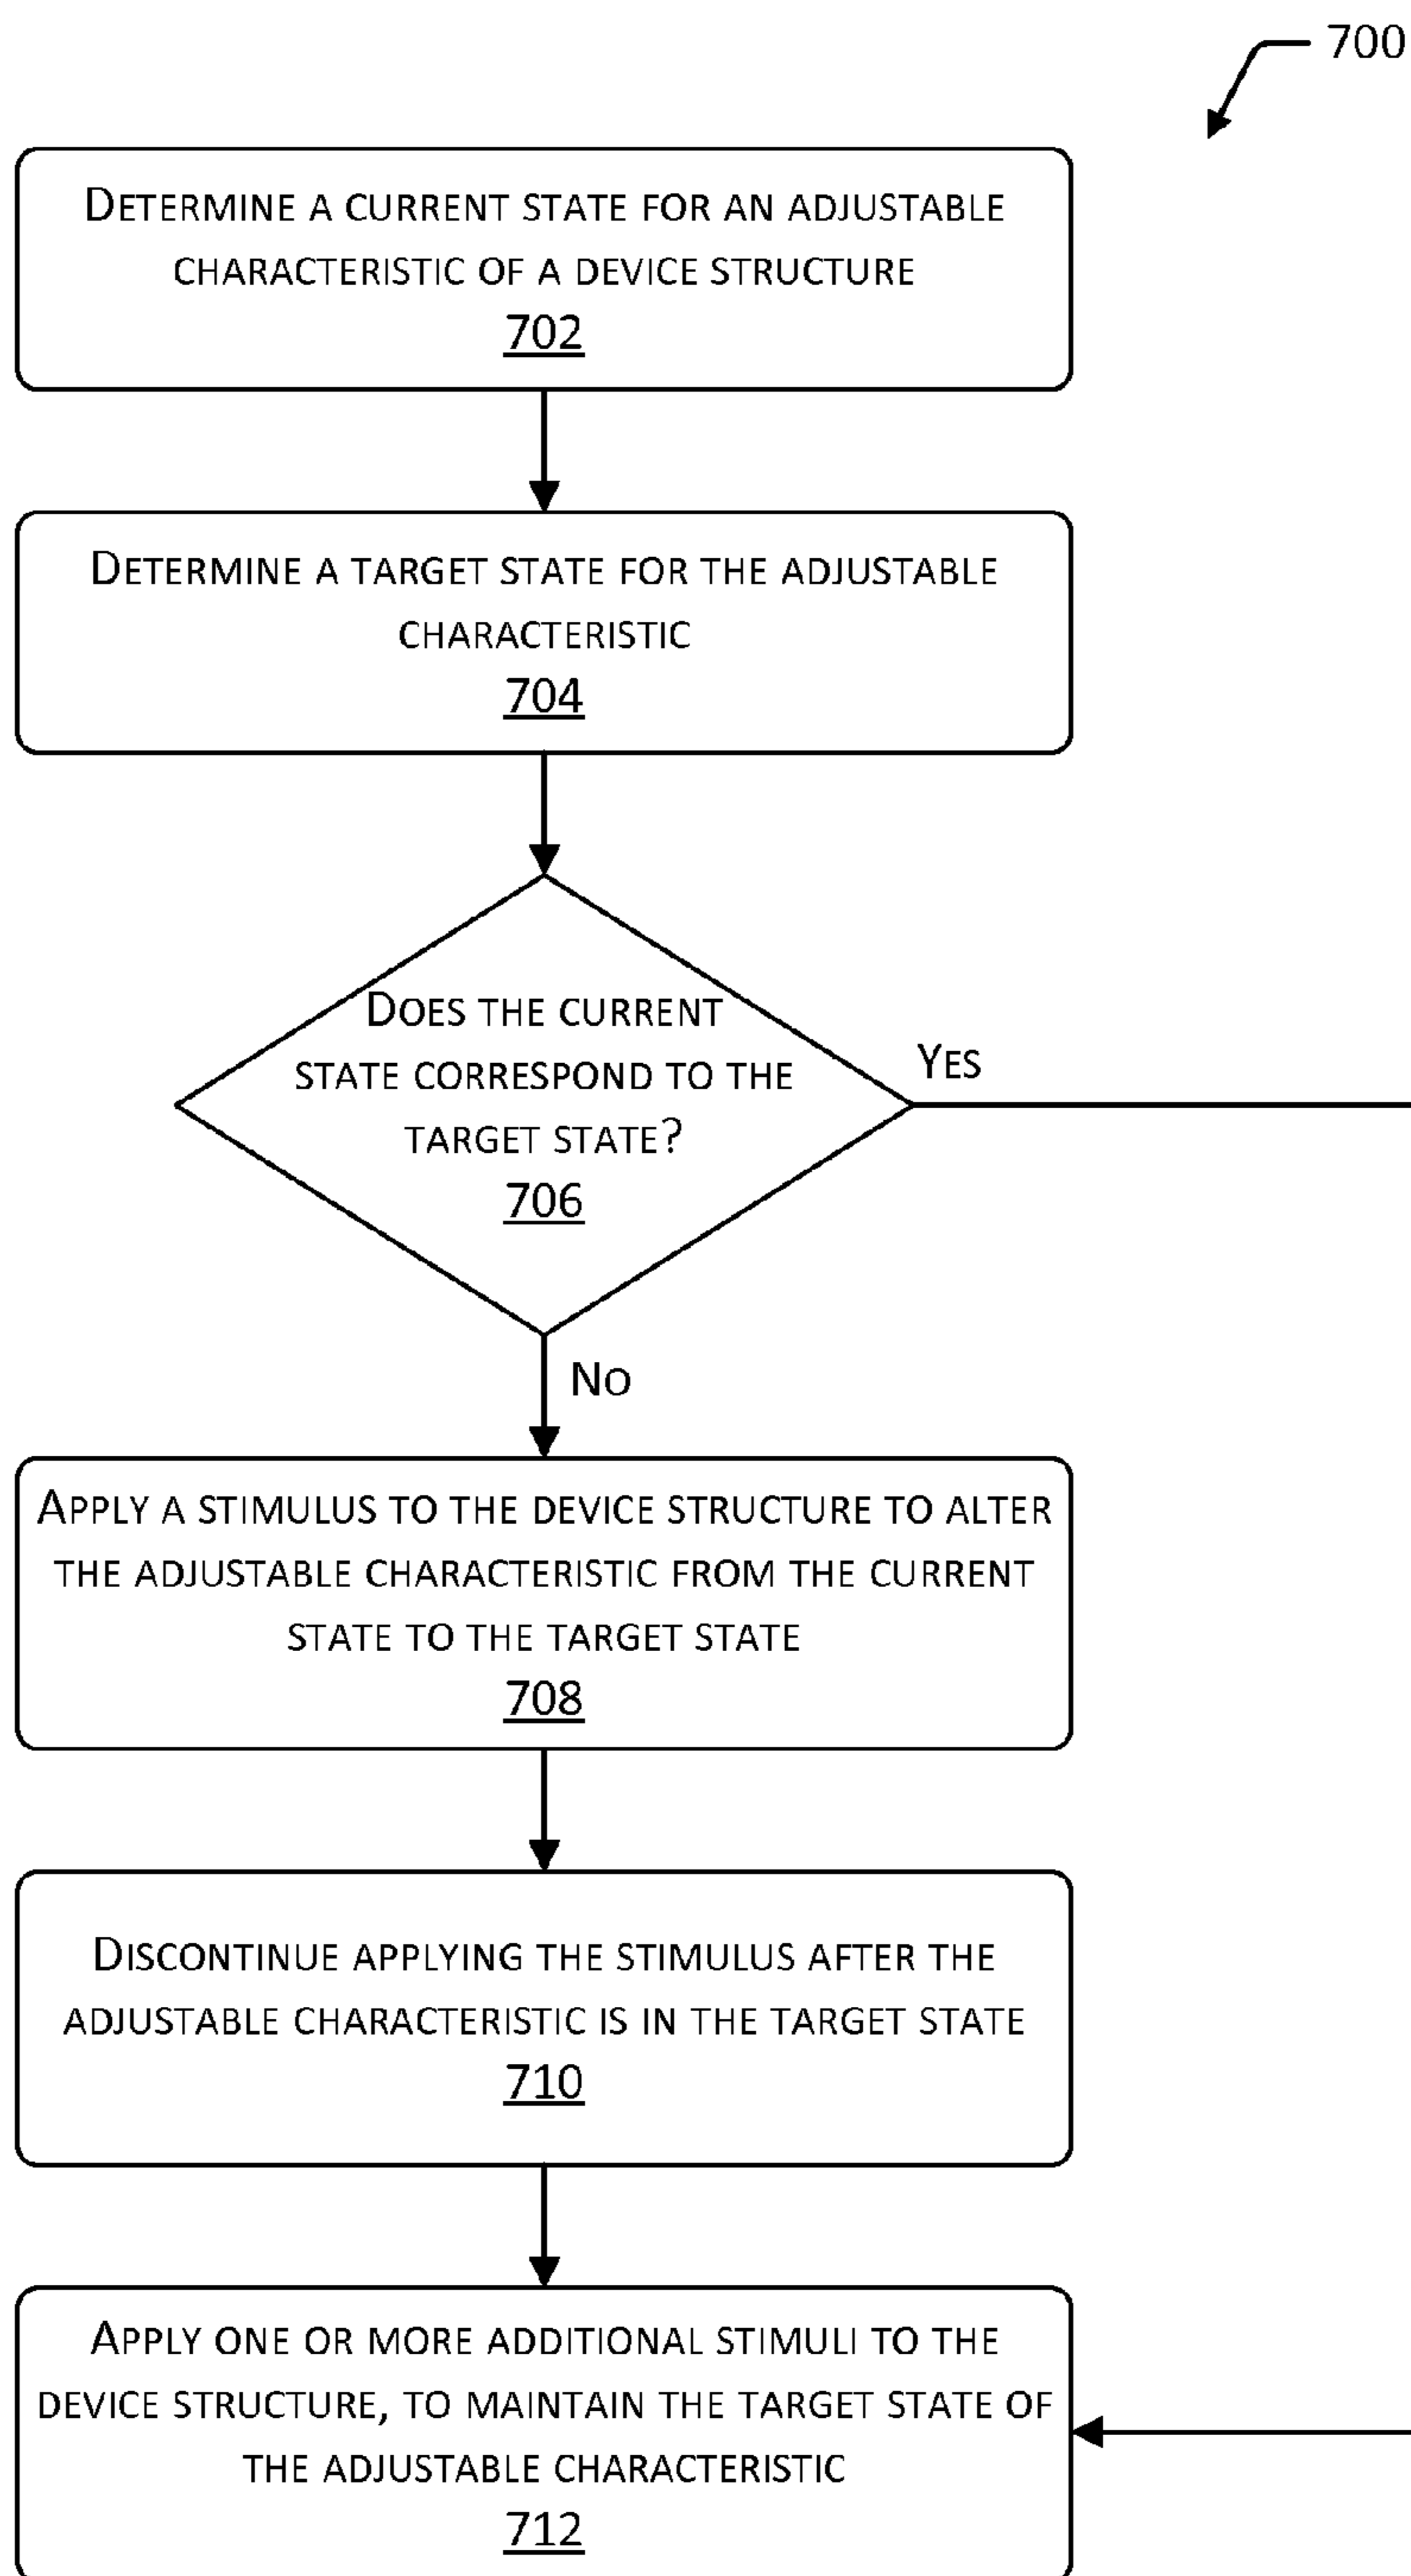 700
DETERMINE A CURRENT STATE FOR AN ADJUSTABLE
CHARACTERISTIC OF A DEVICE STRUCTURE
702
DETERMINE A TARGET STATE FOR THE ADJUSTABLE
CHARACTERISTIC
704
DOES THE CURRENT
STATE CORRESPOND TO THE
TARGET STATE?
706
YES
NO
APPLY A STIMULUS TO THE DEVICE STRUCTURE TO ALTER
THE ADJUSTABLE CHARACTERISTIC FROM THE CURRENT
STATE TO THE TARGET STATE
708
DISCONTINUE APPLYING THE STIMULUS AFTER THE
ADJUSTABLE CHARACTERISTIC IS IN THE TARGET STATE
710
APPLY ONE OR MORE ADDITIONAL STIMULI TO THE
DEVICE STRUCTURE, TO MAINTAIN THE TARGET STATE OF
THE ADJUSTABLE CHARACTERISTIC
712